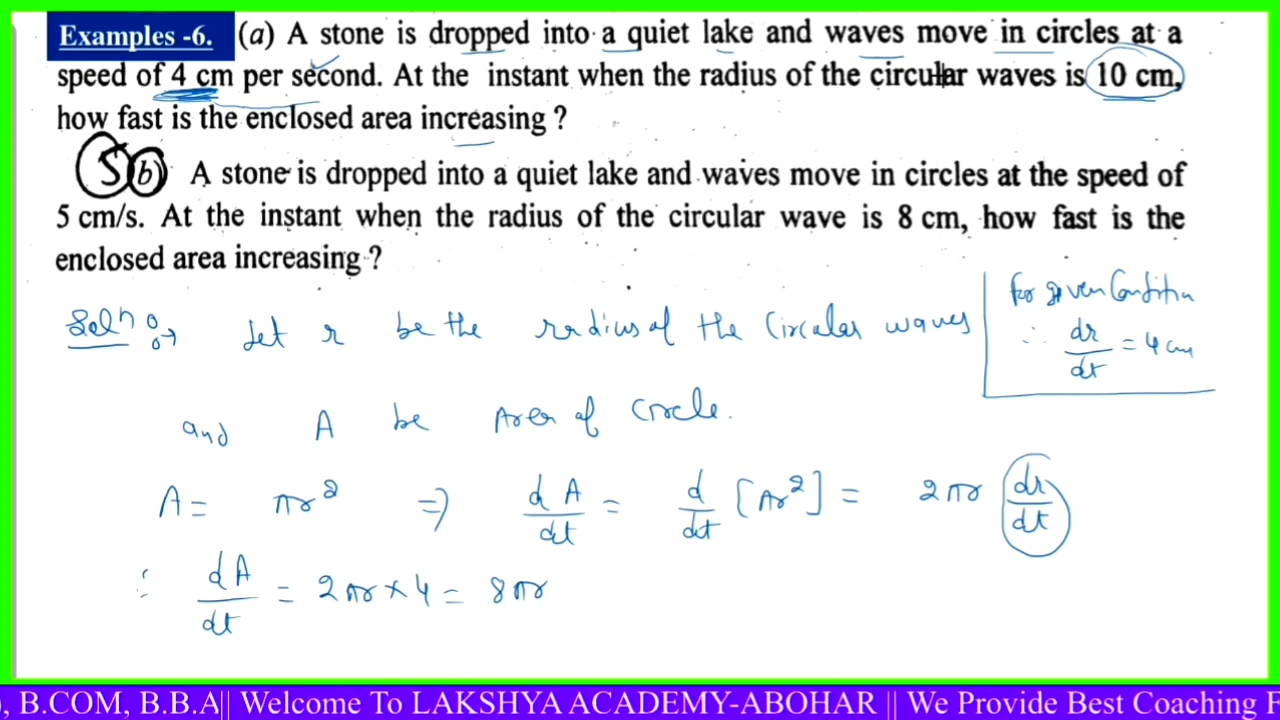 Examples -6. (a) A stone is dropped into a quiet lake and waves move in circles at a
speed of 4 cm per second. At the instant when the radius of the circular waves is 10 cm,
how fast is the enclosed area increasing ?
5 (b) A stone is dropped into a quiet lake and waves move in circles at the speed of
5 cm/s. At the instant when the radius of the circular wave is 8 cm, how fast is the
enclosed area increasing ?
Solⁿ : → Let r be the radius of the Circular waves
for given Condition
∴ dr/dt = 4 cm
and A be Area of Circle.
A = πr² ⇒ dA/dt = d/dt [πr²] = 2πr dr/dt
∴ dA/dt = 2πr × 4 = 8πr
), B.COM, B.B.A|| Welcome To LAKSHYA ACADEMY-ABOHAR || We Provide Best Coaching F